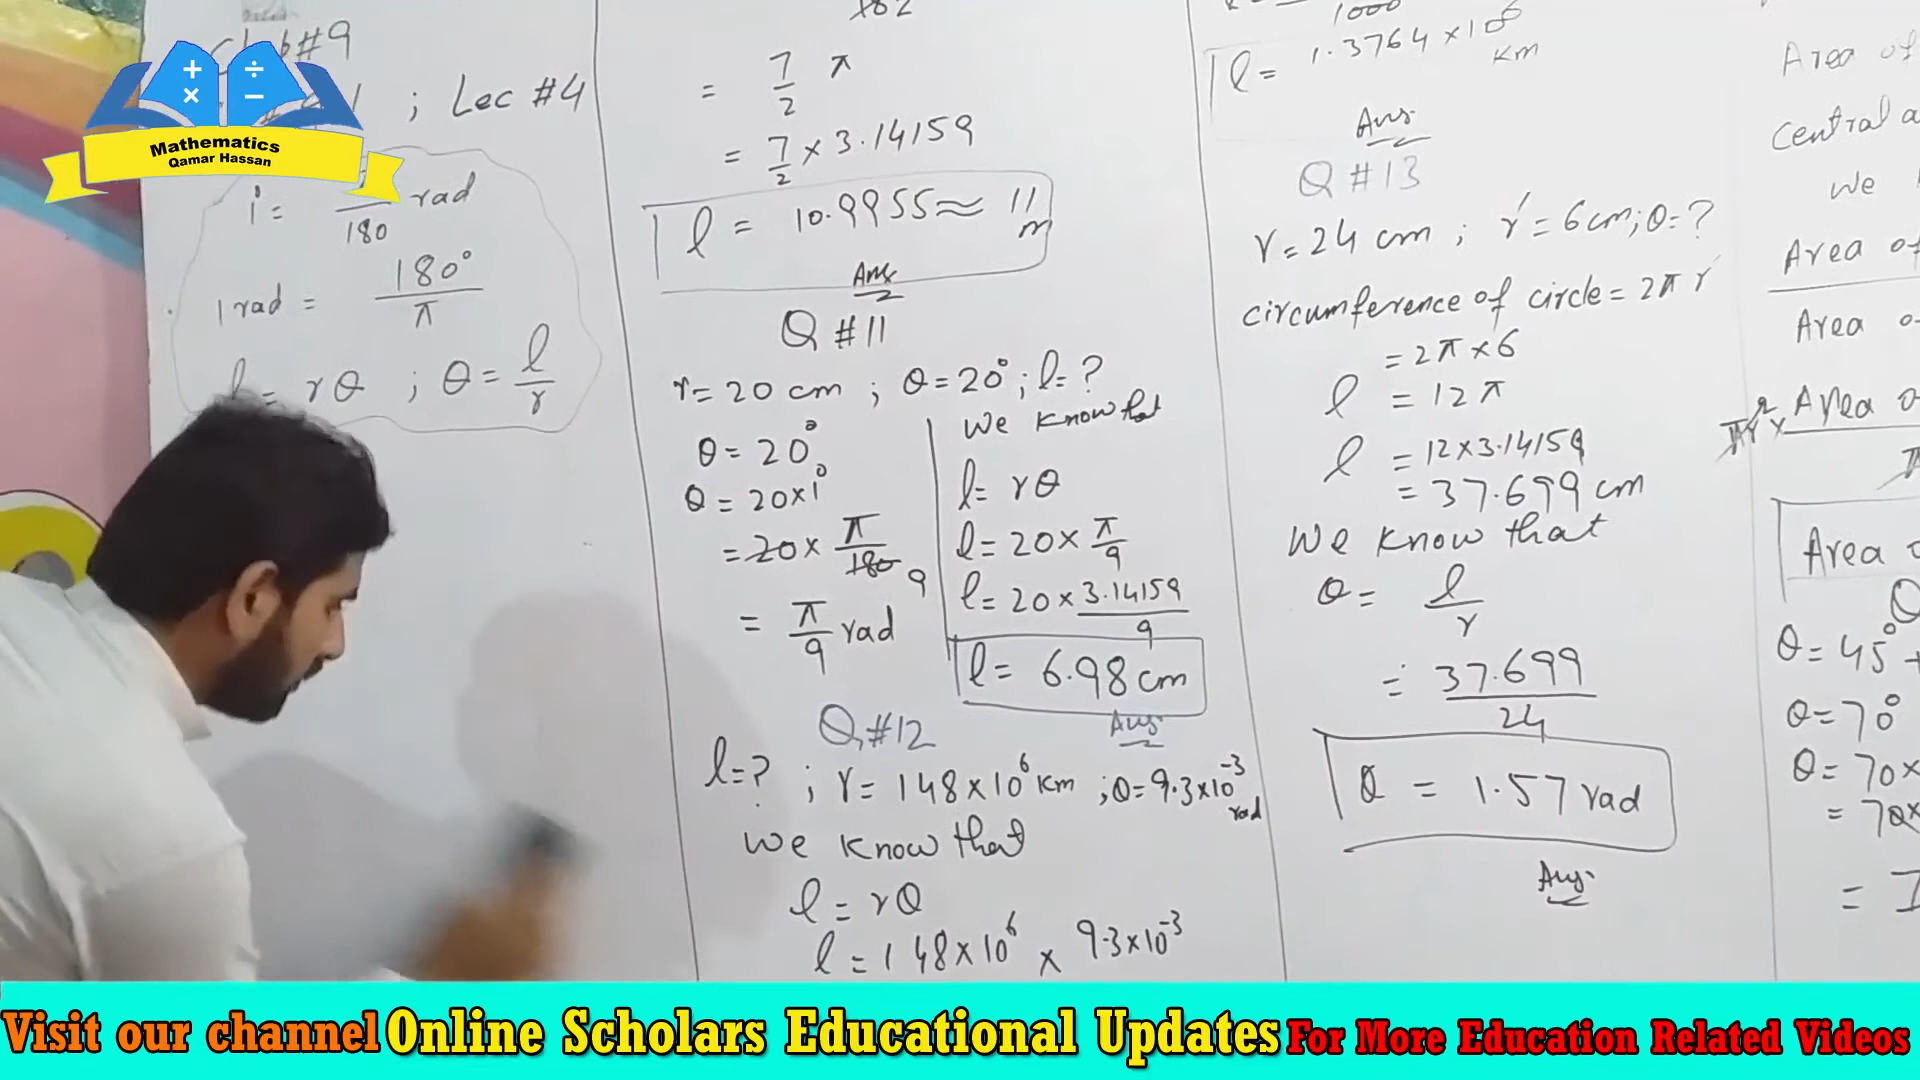 #9
; Lec #4
+ ÷
× −
Mathematics
Qamar Hassan
1° = /180 rad
1 rad = 180°/π
l = rθ ; θ = l/r
= 7/2 π
= 7/2 × 3.14159
l = 10.9955 ≈ 11 m
Ans
Q #11
r = 20 cm ; θ = 20° ; l = ?
θ = 20°
θ = 20×1°
= 20 × π/180 9
= π/9 rad
We know that
l = rθ
l = 20 × π/9
l = 20 × 3.14159/9
l = 6.98 cm
Ans
Q #12
l = ? ; r = 148×10⁶ km ; θ = 9.3×10⁻³ rad
We know that
l = rθ
l = 148×10⁶ × 9.3×10⁻³
1000
l = 1.3764 × 10⁶ km
Ans
Q #13
r = 24 cm ; r' = 6cm; θ = ?
circumference of circle = 2πr'
= 2π×6
l = 12π
l = 12×3.14159
= 37.699 cm
We know that
θ = l/r
= 37.699/24
θ = 1.57 rad
Ans
Area of
Central
We
Area of
Area
Area
Area
θ = 45°
θ = 70°
θ = 70×
= 70×
=
Visit our channel Online Scholars Educational Updates For More Education Related Videos